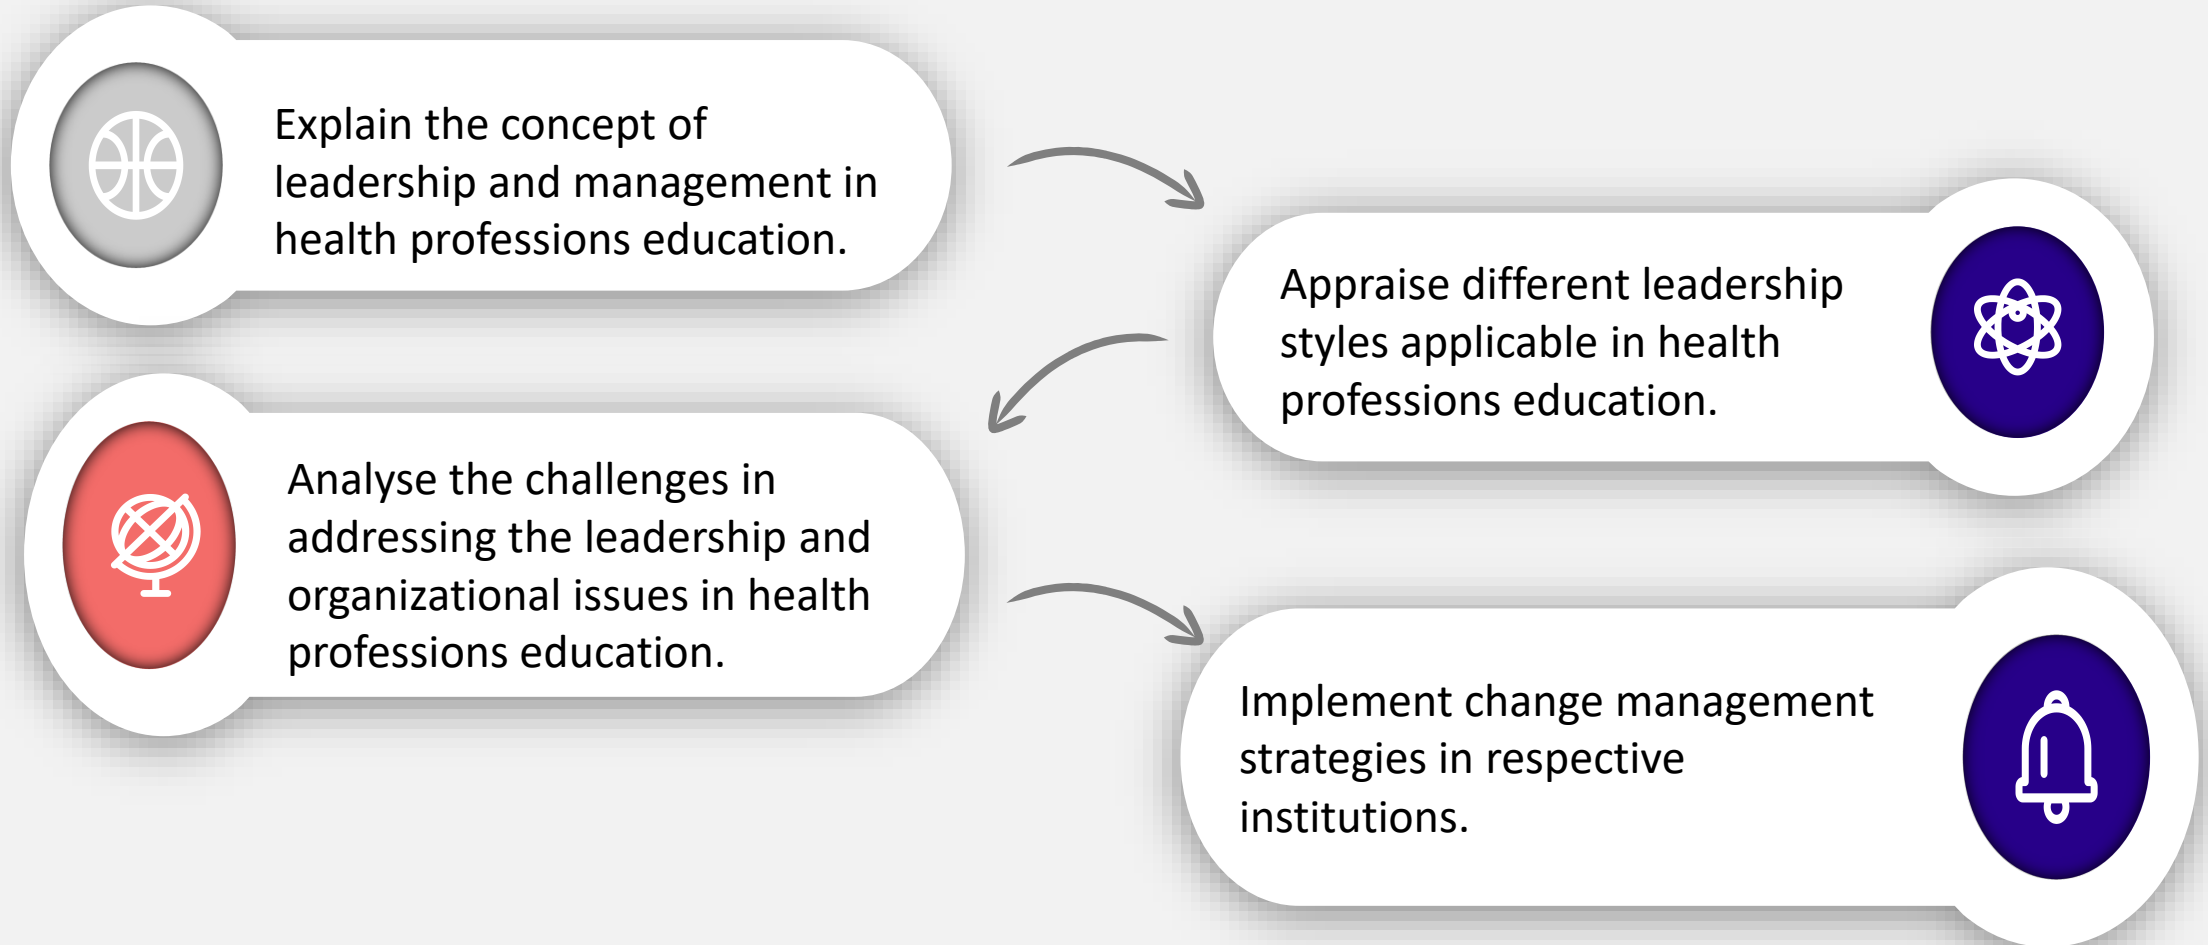 Explain the concept of
leadership and management in
health professions education.
Appraise different leadership
styles applicable in health
professions education.
Analyse the challenges in
addressing the leadership and
organizational issues in health
professions education.
Implement change management
strategies in respective
institutions.